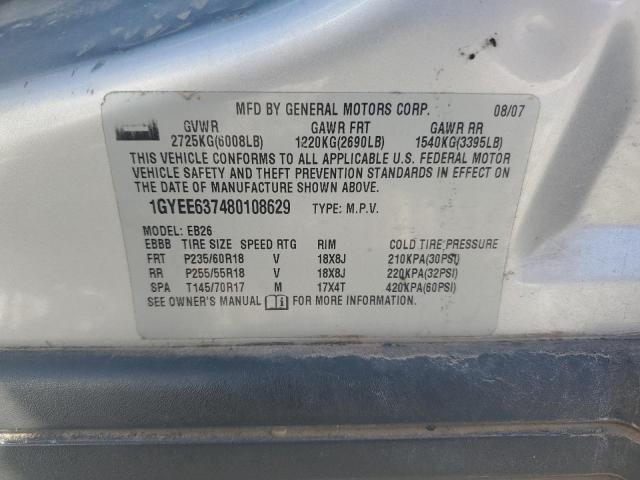 MFD BY GENERAL MOTORS CORP. 08/07
GVWR GAWR FRT GAWR RR
2725KG(6008LB) 1220KG(2690LB) 1540KG(3395LB)
THIS VEHICLE CONFORMS TO ALL APPLICABLE U.S. FEDERAL MOTOR
VEHICLE SAFETY AND THEFT PREVENTION STANDARDS IN EFFECT ON
THE DATE OF MANUFACTURE SHOWN ABOVE.
1GYEE637480108629 TYPE: M.P.V.
MODEL: EB26
EBBB TIRE SIZE SPEED RTG RIM COLD TIRE PRESSURE
FRT P235/60R18 V 18X8J 210KPA(30PSI)
RR P255/55R18 V 18X8J 220KPA(32PSI)
SPA T145/70R17 M 17X4T 420KPA(60PSI)
SEE OWNER'S MANUAL FOR MORE INFORMATION.